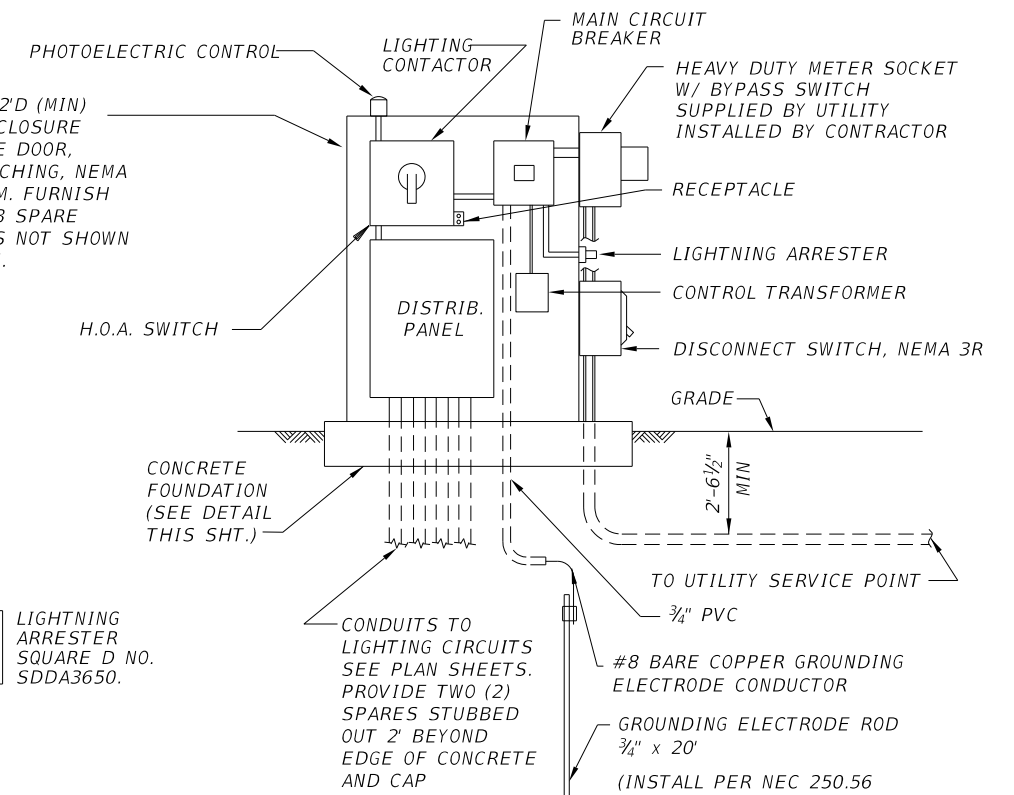 PHOTOELECTRIC CONTROL
LIGHTING
CONTACTOR
MAIN CIRCUIT
BREAKER
HEAVY DUTY METER SOCKET
W/ BYPASS SWITCH
SUPPLIED BY UTILITY
INSTALLED BY CONTRACTOR
2'D (MIN)
CLOSURE
E DOOR,
CHING, NEMA
M. FURNISH
3 SPARE
S NOT SHOWN
RECEPTACLE
LIGHTNING ARRESTER
CONTROL TRANSFORMER
DISTRIB.
PANEL
H.O.A. SWITCH
DISCONNECT SWITCH, NEMA 3R
GRADE
2'-6½"
MIN
CONCRETE
FOUNDATION
(SEE DETAIL
THIS SHT.)
TO UTILITY SERVICE POINT
¾" PVC
LIGHTNING
ARRESTER
SQUARE D NO.
SDDA3650.
CONDUITS TO
LIGHTING CIRCUITS
SEE PLAN SHEETS.
PROVIDE TWO (2)
SPARES STUBBED
OUT 2' BEYOND
EDGE OF CONCRETE
AND CAP
#8 BARE COPPER GROUNDING
ELECTRODE CONDUCTOR
GROUNDING ELECTRODE ROD
¾" x 20'
(INSTALL PER NEC 250.56